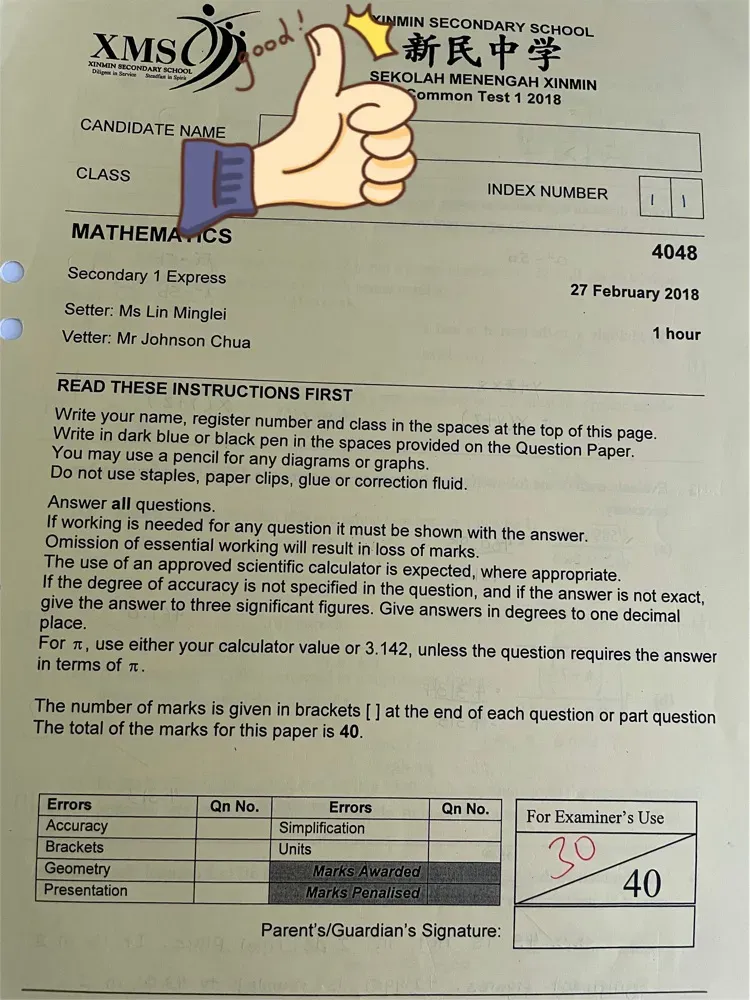 XMS
XINMIN SECONDARY SCHOOL
Diligent in Service Steadfast in Spirit
good!
XINMIN SECONDARY SCHOOL
新民中学
SEKOLAH MENENGAH XINMIN
Common Test 1 2018
CANDIDATE NAME
CLASS
INDEX NUMBER
1 1
MATHEMATICS
4048
Secondary 1 Express
27 February 2018
Setter: Ms Lin Minglei
1 hour
Vetter: Mr Johnson Chua
READ THESE INSTRUCTIONS FIRST
Write your name, register number and class in the spaces at the top of this page.
Write in dark blue or black pen in the spaces provided on the Question Paper.
You may use a pencil for any diagrams or graphs.
Do not use staples, paper clips, glue or correction fluid.
Answer all questions.
If working is needed for any question it must be shown with the answer.
Omission of essential working will result in loss of marks.
The use of an approved scientific calculator is expected, where appropriate.
If the degree of accuracy is not specified in the question, and if the answer is not exact,
give the answer to three significant figures. Give answers in degrees to one decimal
place.
For π, use either your calculator value or 3.142, unless the question requires the answer
in terms of π.
The number of marks is given in brackets [ ] at the end of each question or part question
The total of the marks for this paper is 40.
Errors Qn No. Errors Qn No.
Accuracy Simplification
Brackets Units
Geometry Marks Awarded
Presentation Marks Penalised
For Examiner's Use
30
40
Parent's/Guardian's Signature: